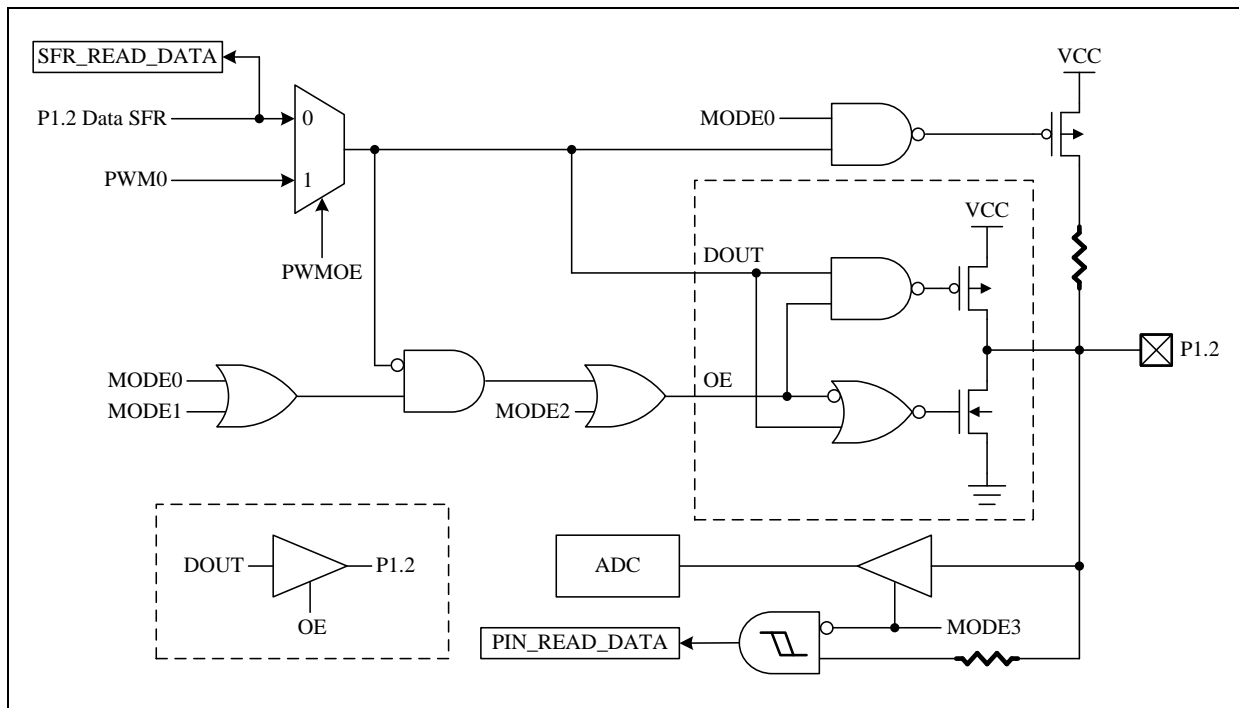 SFR_READ_DATA
VCC
P1.2 Data SFR
0
MODE0
PWM0
1
VCC
DOUT
PWMOE
P1.2
MODE0
MODE1
OE
MODE2
DOUT
P1.2
ADC
OE
MODE3
PIN_READ_DATA